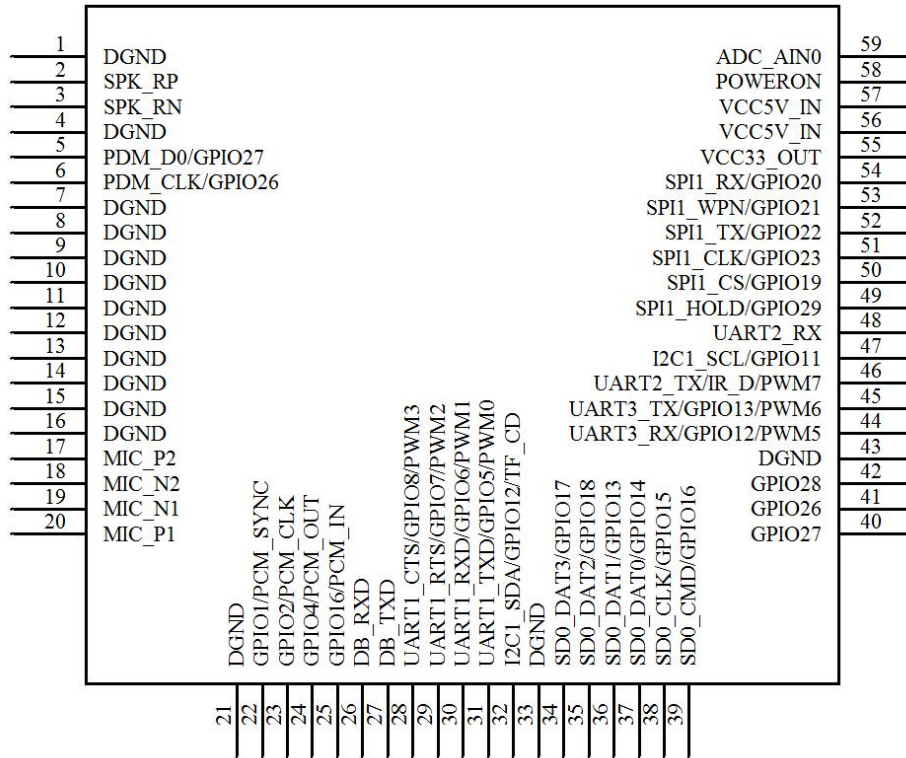 1 DGND
2 SPK_RP
3 SPK_RN
4 DGND
5 PDM_D0/GPIO27
6 PDM_CLK/GPIO26
7 DGND
8 DGND
9 DGND
10 DGND
11 DGND
12 DGND
13 DGND
14 DGND
15 DGND
16 DGND
17 MIC_P2
18 MIC_N2
19 MIC_N1
20 MIC_P1
21 DGND
22 GPIO1/PCM_SYNC
23 GPIO2/PCM_CLK
24 GPIO4/PCM_OUT
25 GPIO16/PCM_IN
26 DB_RXD
27 DB_TXD
28 UART1_CTS/GPIO8/PWM3
29 UART1_RTS/GPIO7/PWM2
30 UART1_RXD/GPIO6/PWM1
31 UART1_TXD/GPIO5/PWM0
32 I2C1_SDA/GPIO12/TF_CD
33 DGND
34 SD0_DAT3/GPIO17
35 SD0_DAT2/GPIO18
36 SD0_DAT1/GPIO13
37 SD0_DAT0/GPIO14
38 SD0_CLK/GPIO15
39 SD0_CMD/GPIO16
ADC_AIN0 59
POWERON 58
VCC5V_IN 57
VCC5V_IN 56
VCC33_OUT 55
SPI1_RX/GPIO20 54
SPI1_WPN/GPIO21 53
SPI1_TX/GPIO22 52
SPI1_CLK/GPIO23 51
SPI1_CS/GPIO19 50
SPI1_HOLD/GPIO29 49
UART2_RX 48
I2C1_SCL/GPIO11 47
UART2_TX/IR_D/PWM7 46
UART3_TX/GPIO13/PWM6 45
UART3_RX/GPIO12/PWM5 44
DGND 43
GPIO28 42
GPIO26 41
GPIO27 40